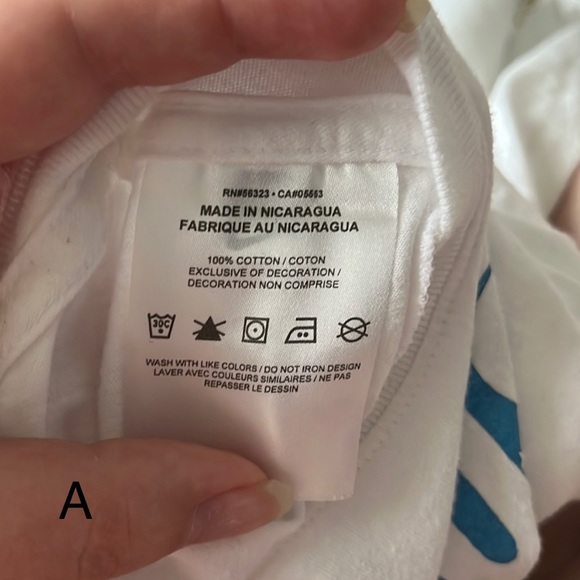 RN#56323 • CA#05553
MADE IN NICARAGUA
FABRIQUE AU NICARAGUA
100% COTTON / COTON
EXCLUSIVE OF DECORATION /
DECORATION NON COMPRISE
30C
WASH WITH LIKE COLORS / DO NOT IRON DESIGN
LAVER AVEC COULEURS SIMILAIRES / NE PAS
REPASSER LE DESSIN
A